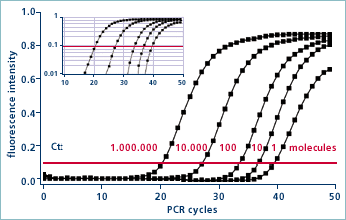 1
0.1
0.01
10 20 30 40 50
fluorescence intensity
1.0
0.8
0.6
0.4
0.2
0.0
Ct: 1.000.000 10.000 100 10 1 molecules
0 10 20 30 40 50
PCR cycles